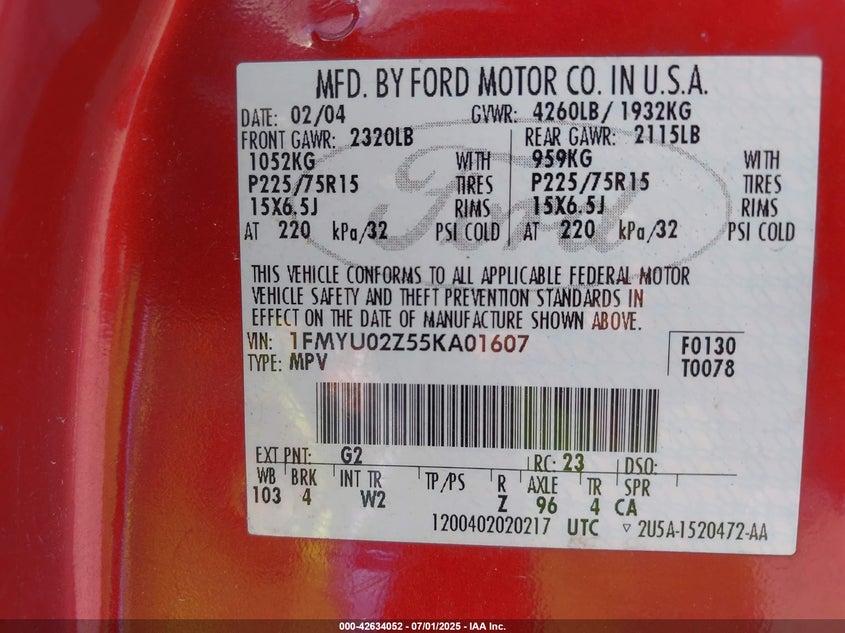 MFD. BY FORD MOTOR CO. IN U.S.A.
DATE: 02/04 GVWR: 4260LB/ 1932KG
FRONT GAWR: 2320LB REAR GAWR: 2115LB
1052KG WITH 959KG WITH
P225/75R15 TIRES P225/75R15 TIRES
15X6.5J RIMS 15X6.5J RIMS
AT 220 kPa/32 PSI COLD AT 220 kPa/32 PSI COLD
Ford
THIS VEHICLE CONFORMS TO ALL APPLICABLE FEDERAL MOTOR
VEHICLE SAFETY AND THEFT PREVENTION STANDARDS IN
EFFECT ON THE DATE OF MANUFACTURE SHOWN ABOVE.
VIN: 1FMYU02Z55KA01607 F0130
TYPE: MPV T0078
EXT PNT: G2 RC: 23 DSO:
WB BRK INT TR TP/PS R AXLE TR SPR
103 4 W2 Z 96 4 CA
1200402020217 UTC ▽ 2U5A-1520472-AA
000-42634052 - 07/01/2025 - IAA Inc.